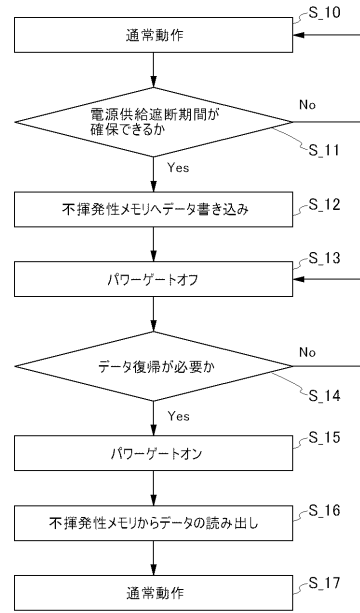 S_10
通常動作
電源供給遮断期間が
確保できるか
No
S_11
Yes
不揮発性メモリへデータ書き込み
S_12
S_13
パワーゲートオフ
データ復帰が必要か
No
S_14
Yes
S_15
パワーゲートオン
S_16
不揮発性メモリからデータの読み出し
S_17
通常動作